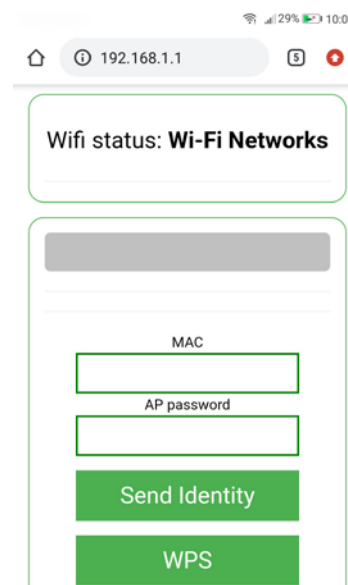 29% 10:0
192.168.1.1 5
Wifi status: Wi-Fi Networks
MAC
AP password
Send Identity
WPS